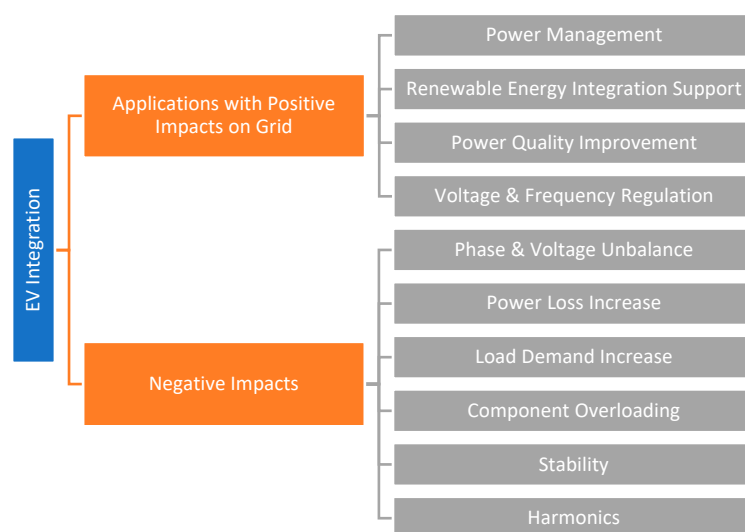 EV Integration
Applications with Positive
Impacts on Grid
Power Management
Renewable Energy Integration Support
Power Quality Improvement
Voltage & Frequency Regulation
Negative Impacts
Phase & Voltage Unbalance
Power Loss Increase
Load Demand Increase
Component Overloading
Stability
Harmonics